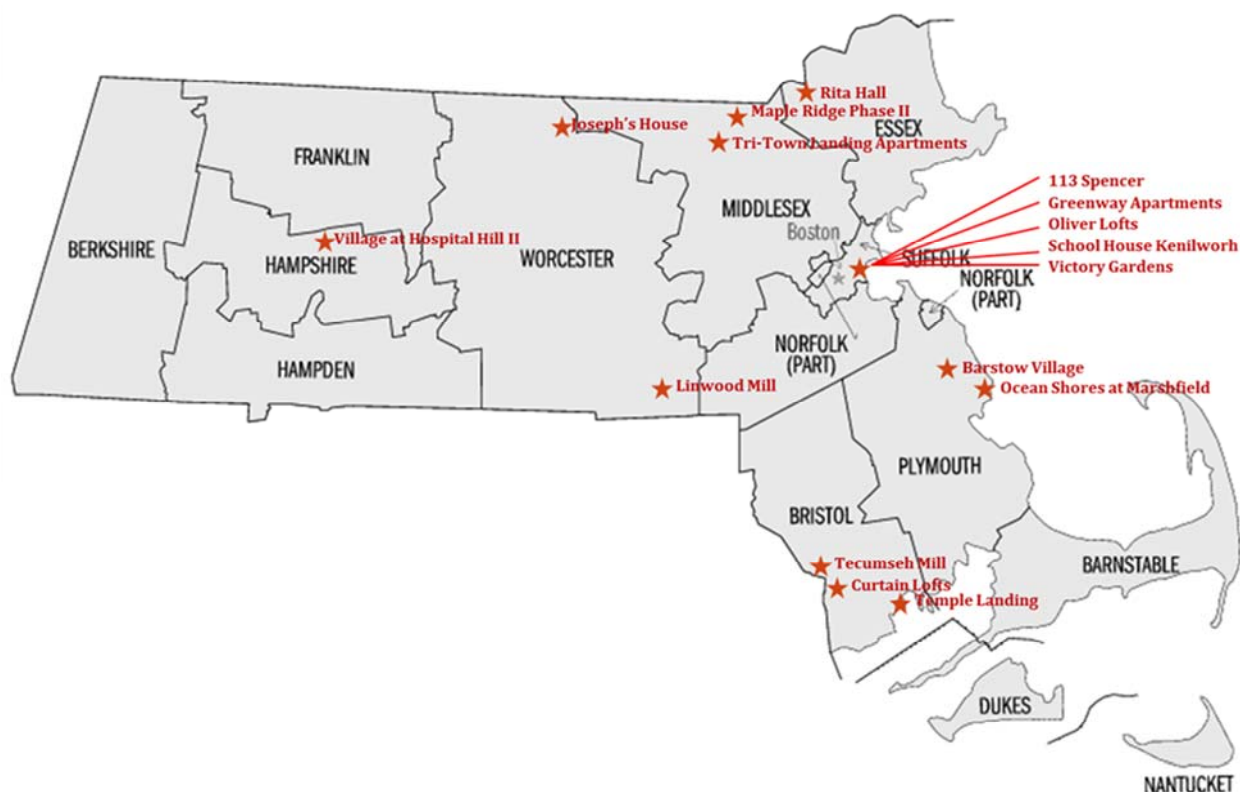 Rita Hall
Maple Ridge Phase II
ESSEX
Joseph's House
Tri-Town Landing Apartments
FRANKLIN
113 Spencer
Greenway Apartments
Oliver Lofts
School House Kenilworh
Victory Gardens
MIDDLESEX
Boston
Village at Hospital Hill II
BERKSHIRE
HAMPSHIRE
WORCESTER
SUFFOLK
NORFOLK
(PART)
NORFOLK
(PART)
HAMPDEN
Linwood Mill
Barstow Village
Ocean Shores at Marshfield
PLYMOUTH
BRISTOL
Tecumseh Mill
Curtain Lofts
Temple Landing
BARNSTABLE
DUKES
NANTUCKET